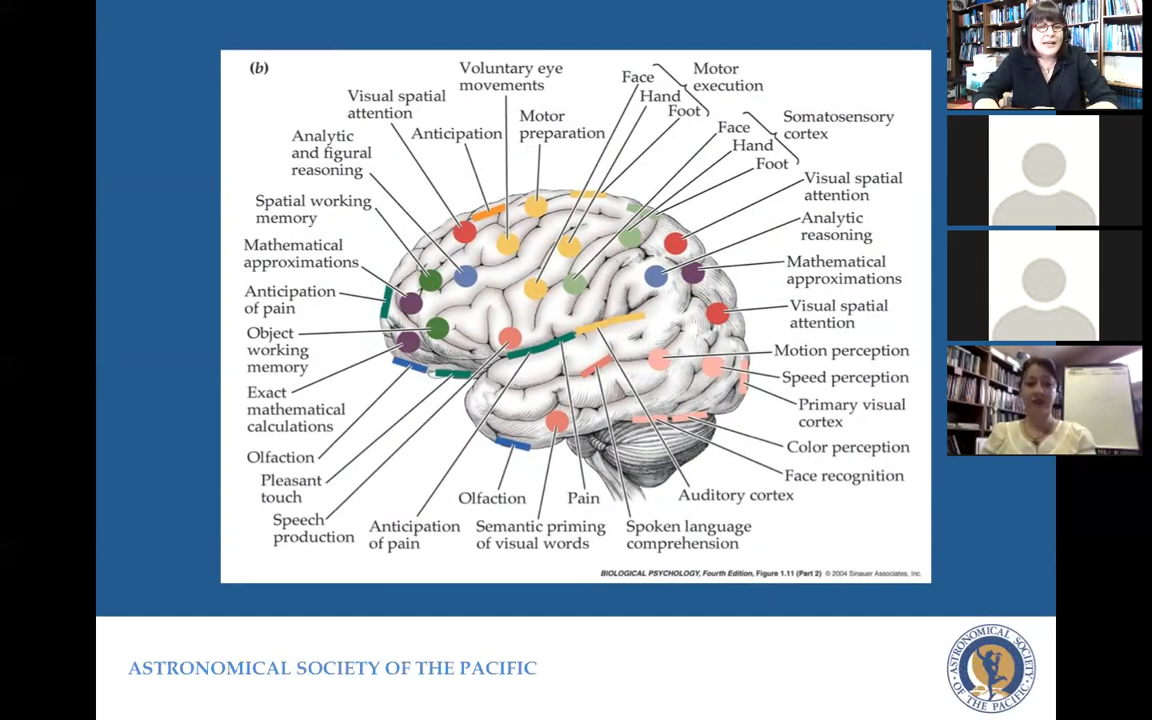 (b)
Voluntary eye
movements
Face
Hand
Foot
Motor
execution
Visual spatial
attention
Anticipation
Motor
preparation
Face
Hand
Foot
Somatosensory
cortex
Analytic
and figural
reasoning
Visual spatial
attention
Spatial working
memory
Analytic
reasoning
Mathematical
approximations
Mathematical
approximations
Anticipation
of pain
Visual spatial
attention
Object
working
memory
Motion perception
Speed perception
Exact
mathematical
calculations
Primary visual
cortex
Color perception
Olfaction
Face recognition
Pleasant
touch
Olfaction
Pain
Auditory cortex
Speech
production
Anticipation
of pain
Semantic priming
of visual words
Spoken language
comprehension
BIOLOGICAL PSYCHOLOGY, Fourth Edition, Figure 1.11 (Part 2) © 2004 Sinauer Associates, Inc.
ASTRONOMICAL SOCIETY OF THE PACIFIC
ASTRONOMICAL SOCIETY
OF THE PACIFIC